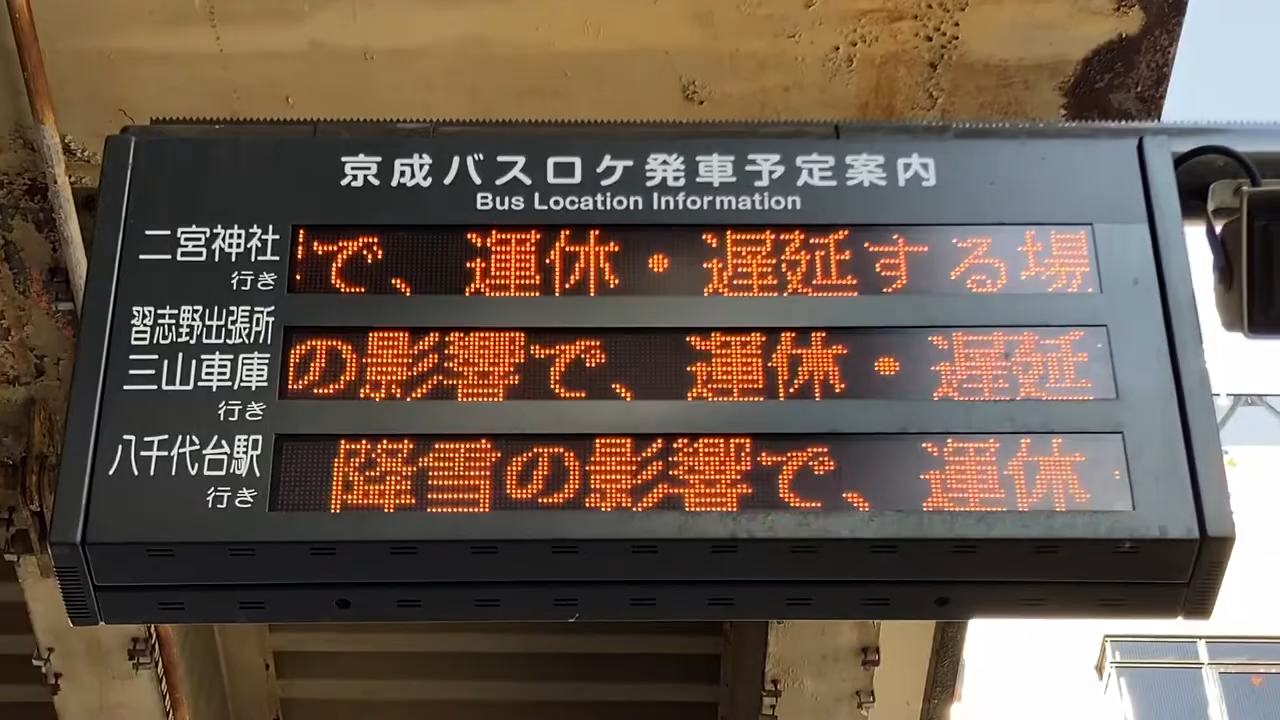 京成バスロケ発車予定案内
Bus Location Information
二宮神社
行き
で、運休・遅延する場
習志野出張所
三山車庫
行き
の影響で、運休・遅延
八千代台駅
行き
降雪の影響で、運休